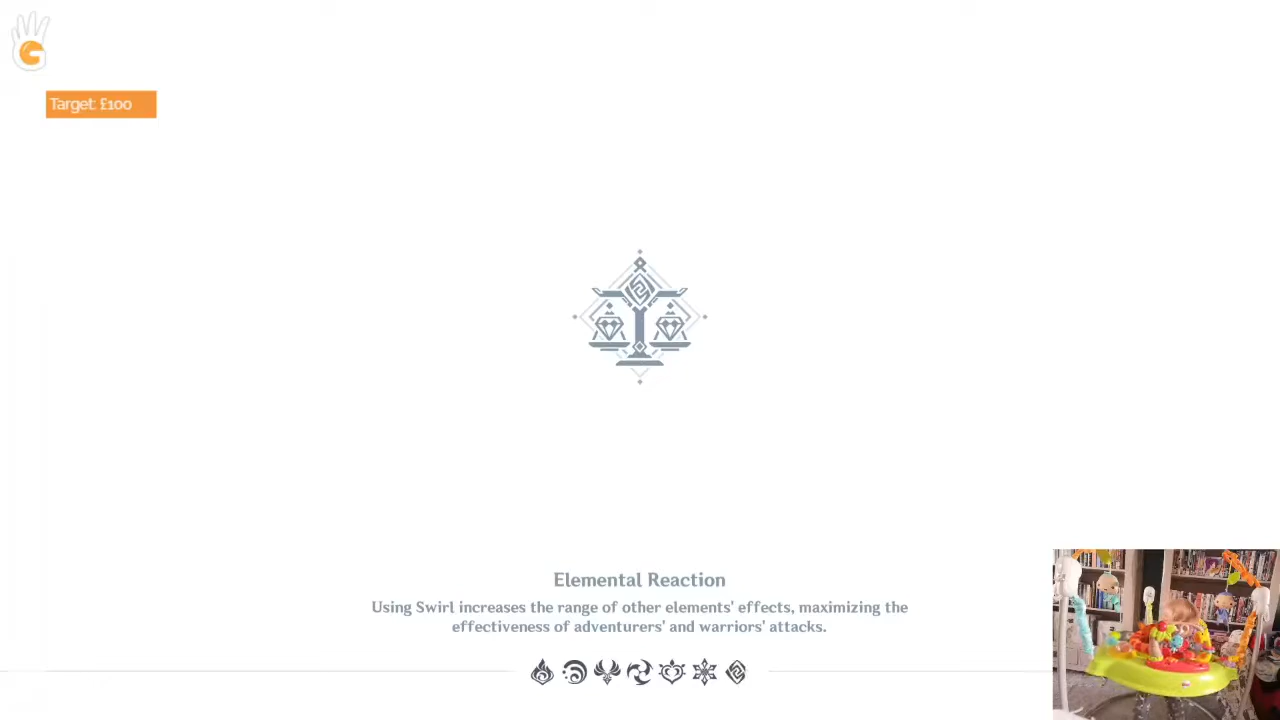 Target: £100
Elemental Reaction
Using Swirl increases the range of other elements' effects, maximizing the
effectiveness of adventurers' and warriors' attacks.